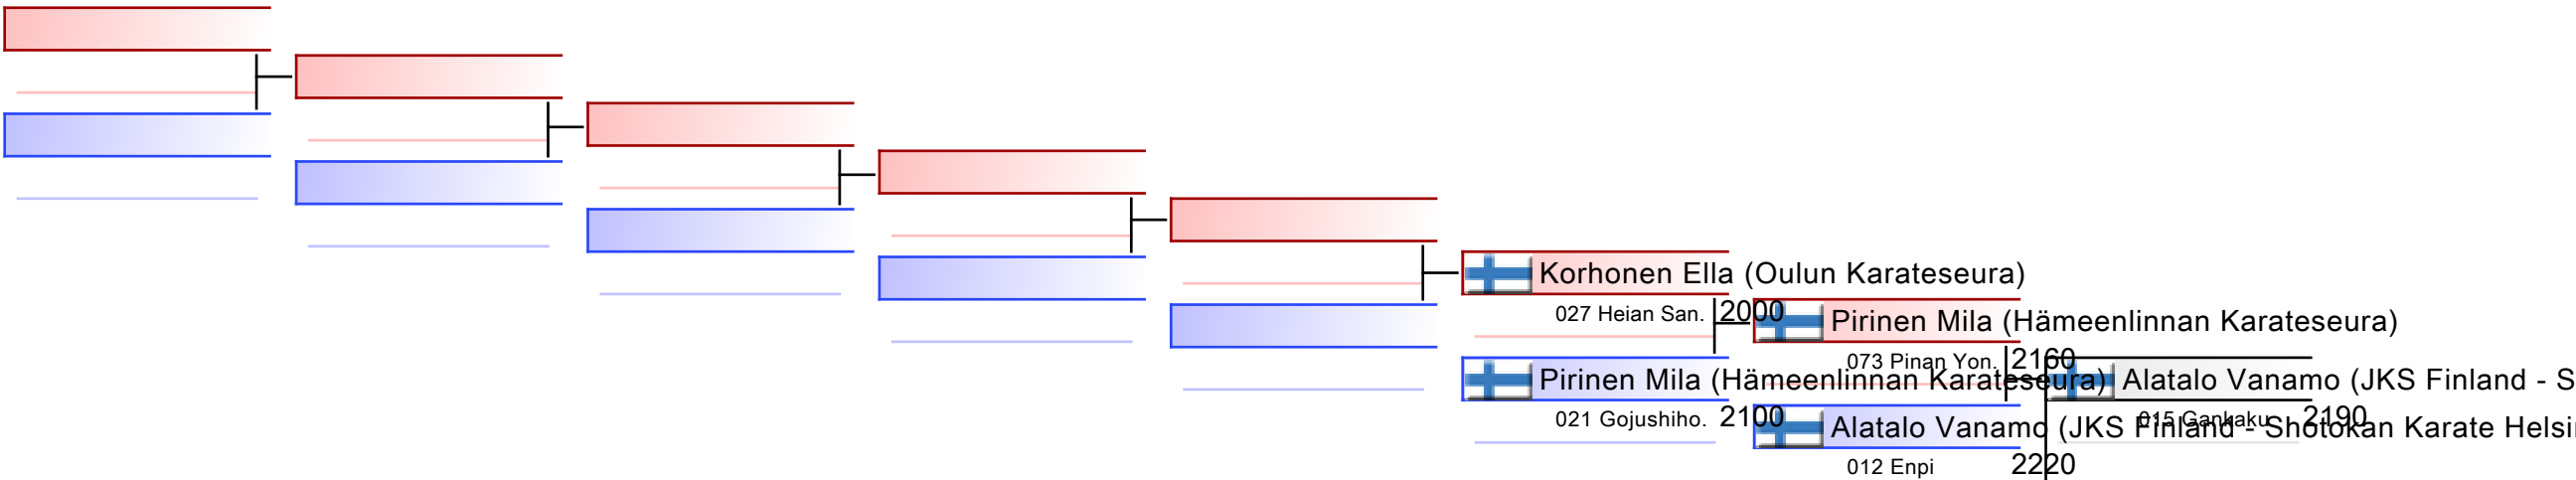 Korhonen Ella (Oulun Karateseura)
027 Heian San. 2000
Pirinen Mila (Hämeenlinnan Karateseura)
021 Gojushiho. 2100
Pirinen Mila (Hämeenlinnan Karateseura)
073 Pinan Yon. 2160
Alatalo Vanamo (JKS Finland - Shotokan Karate Helsi
012 Enpi 2220
Alatalo Vanamo (JKS Finland - S
015 Gankaku 2190